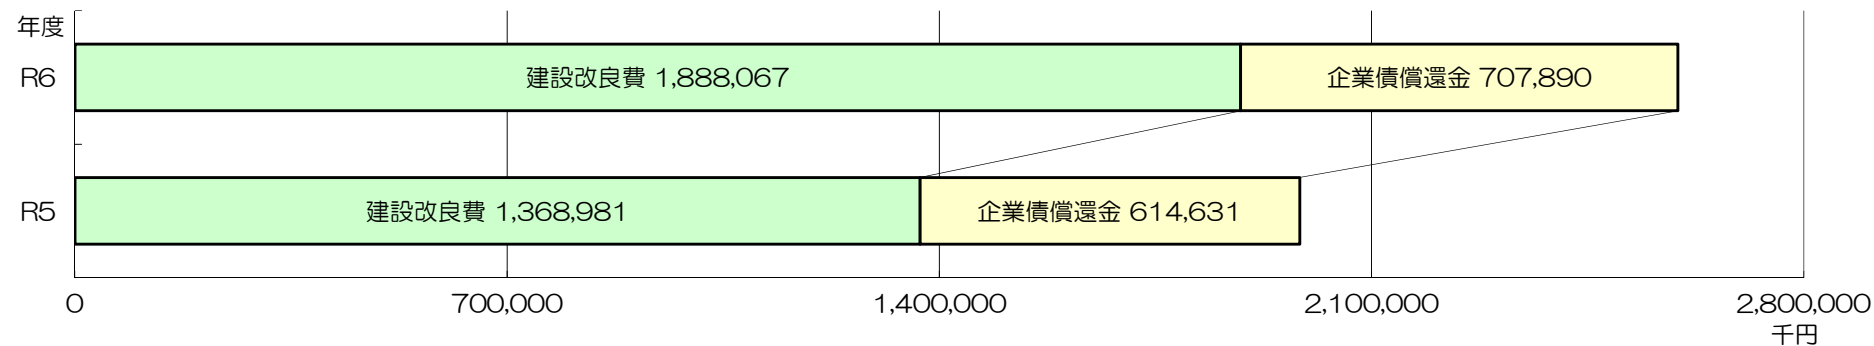 年度
R6
建設改良費 1,888,067
企業債償還金 707,890
R5
建設改良費 1,368,981
企業債償還金 614,631
0
700,000
1,400,000
2,100,000
2,800,000
千円